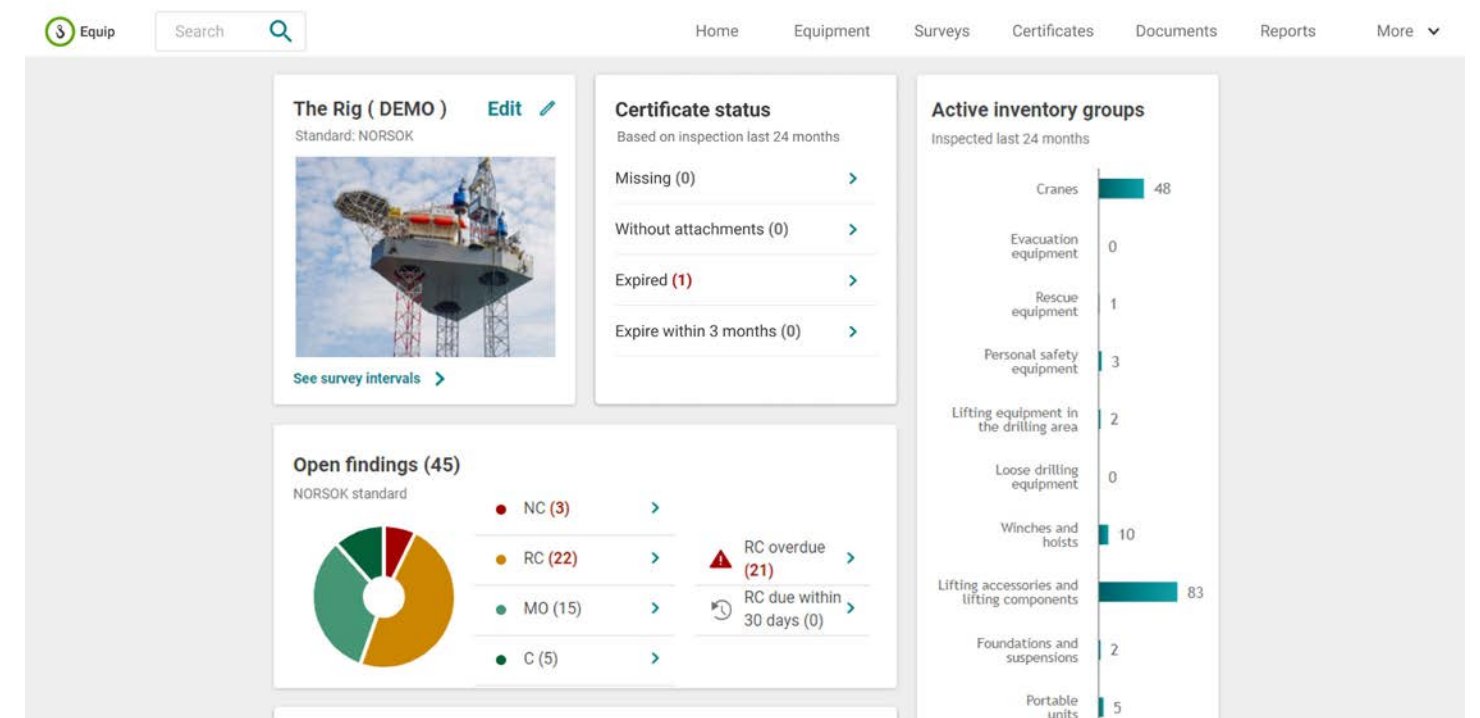 Equip
Search
Home Equipment Surveys Certificates Documents Reports More
The Rig ( DEMO ) Edit
Standard: NORSOK
See survey intervals
Certificate status
Based on inspection last 24 months
Missing (0)
Without attachments (0)
Expired (1)
Expire within 3 months (0)
Open findings (45)
NORSOK standard
NC (3)
RC (22)
MO (15)
C (5)
RC overdue
(21)
RC due within
30 days (0)
Active inventory groups
Inspected last 24 months
Cranes 48
Evacuation
equipment 0
Rescue
equipment 1
Personal safety
equipment 3
Lifting equipment in
the drilling area 2
Loose drilling
equipment 0
Winches and
hoists 10
Lifting accessories and
lifting components 83
Foundations and
suspensions 2
Portable
units 5